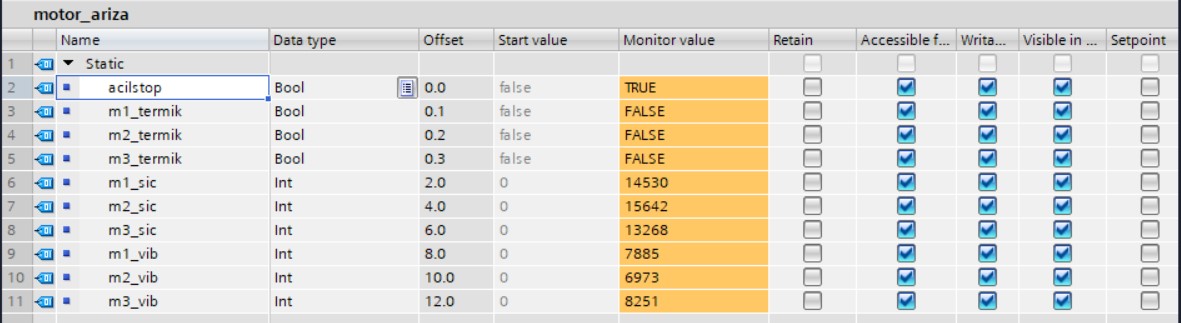 motor_ariza
Name Data type Offset Start value Monitor value Retain Accessible f... Writa... Visible in ... Setpoint
1 Static
2 acilstop Bool 0.0 false TRUE
3 m1_termik Bool 0.1 false FALSE
4 m2_termik Bool 0.2 false FALSE
5 m3_termik Bool 0.3 false FALSE
6 m1_sic Int 2.0 0 14530
7 m2_sic Int 4.0 0 15642
8 m3_sic Int 6.0 0 13268
9 m1_vib Int 8.0 0 7885
10 m2_vib Int 10.0 0 6973
11 m3_vib Int 12.0 0 8251